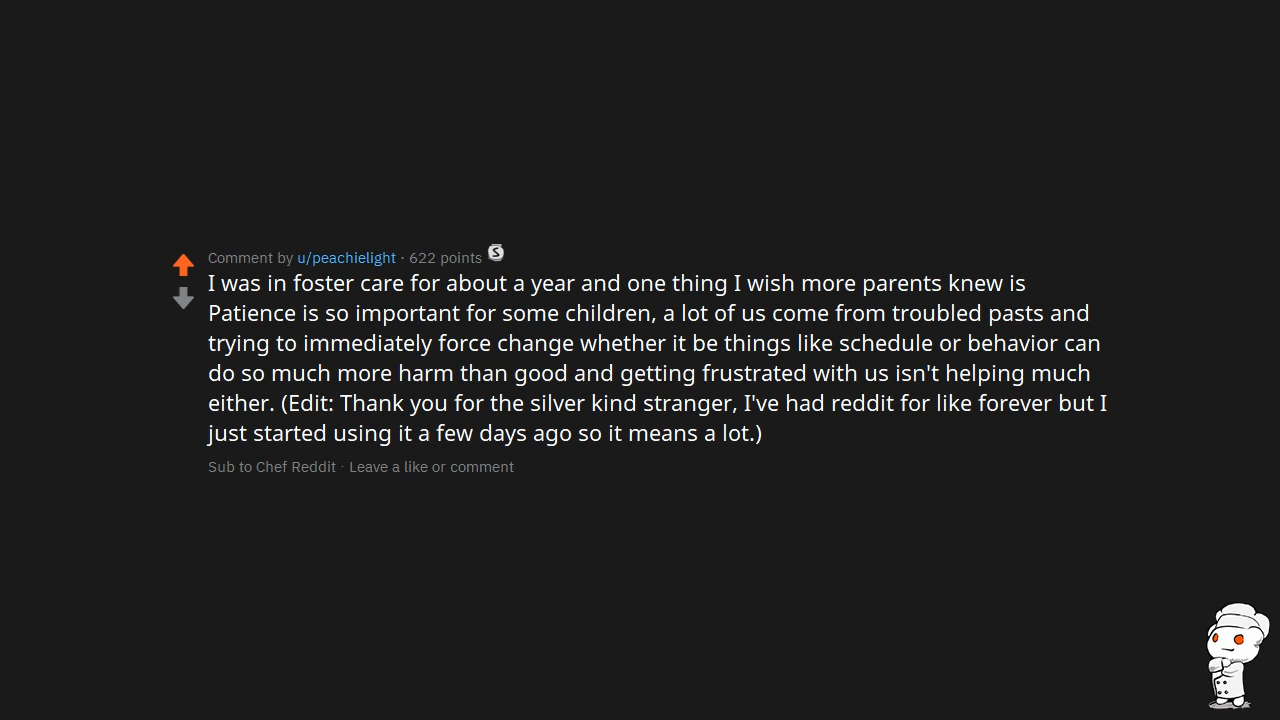 Comment by u/peachielight · 622 points
I was in foster care for about a year and one thing I wish more parents knew is
Patience is so important for some children, a lot of us come from troubled pasts and
trying to immediately force change whether it be things like schedule or behavior can
do so much more harm than good and getting frustrated with us isn't helping much
either. (Edit: Thank you for the silver kind stranger, I've had reddit for like forever but I
just started using it a few days ago so it means a lot.)
Sub to Chef Reddit · Leave a like or comment